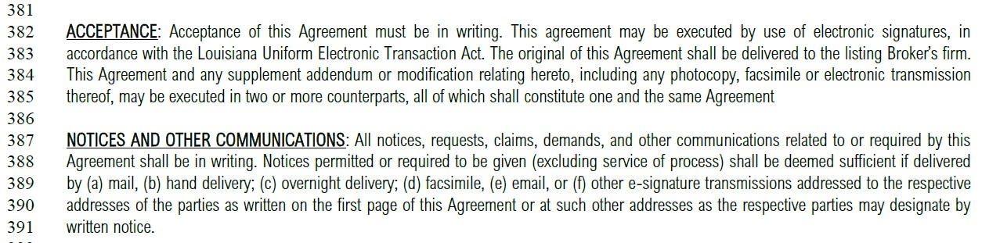 381
382 ACCEPTANCE: Acceptance of this Agreement must be in writing. This agreement may be executed by use of electronic signatures, in
383 accordance with the Louisiana Uniform Electronic Transaction Act. The original of this Agreement shall be delivered to the listing Broker's firm.
384 This Agreement and any supplement addendum or modification relating hereto, including any photocopy, facsimile or electronic transmission
385 thereof, may be executed in two or more counterparts, all of which shall constitute one and the same Agreement
386
387 NOTICES AND OTHER COMMUNICATIONS: All notices, requests, claims, demands, and other communications related to or required by this
388 Agreement shall be in writing. Notices permitted or required to be given (excluding service of process) shall be deemed sufficient if delivered
389 by (a) mail, (b) hand delivery; (c) overnight delivery; (d) facsimile, (e) email, or (f) other e-signature transmissions addressed to the respective
390 addresses of the parties as written on the first page of this Agreement or at such other addresses as the respective parties may designate by
391 written notice.